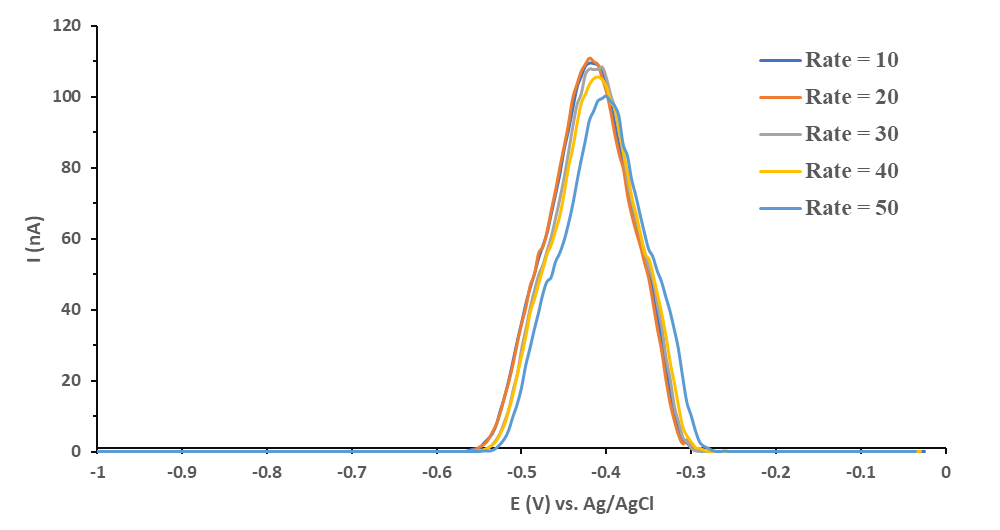 120
100
80
60
40
20
0
I (nA)
-1 -0.9 -0.8 -0.7 -0.6 -0.5 -0.4 -0.3 -0.2 -0.1 0
E (V) vs. Ag/AgCl
Rate = 10
Rate = 20
Rate = 30
Rate = 40
Rate = 50